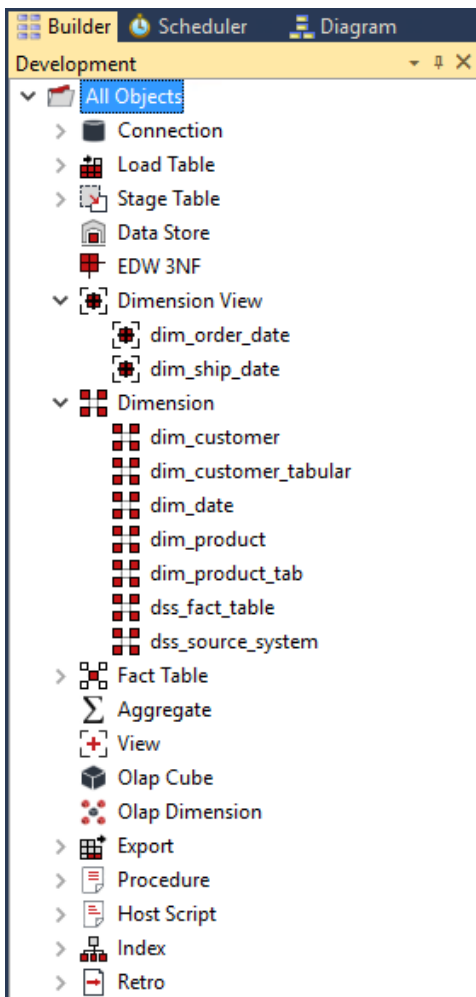 Builder Scheduler Diagram
Development
All Objects
Connection
Load Table
Stage Table
Data Store
EDW 3NF
Dimension View
dim_order_date
dim_ship_date
Dimension
dim_customer
dim_customer_tabular
dim_date
dim_product
dim_product_tab
dss_fact_table
dss_source_system
Fact Table
Aggregate
View
Olap Cube
Olap Dimension
Export
Procedure
Host Script
Index
Retro